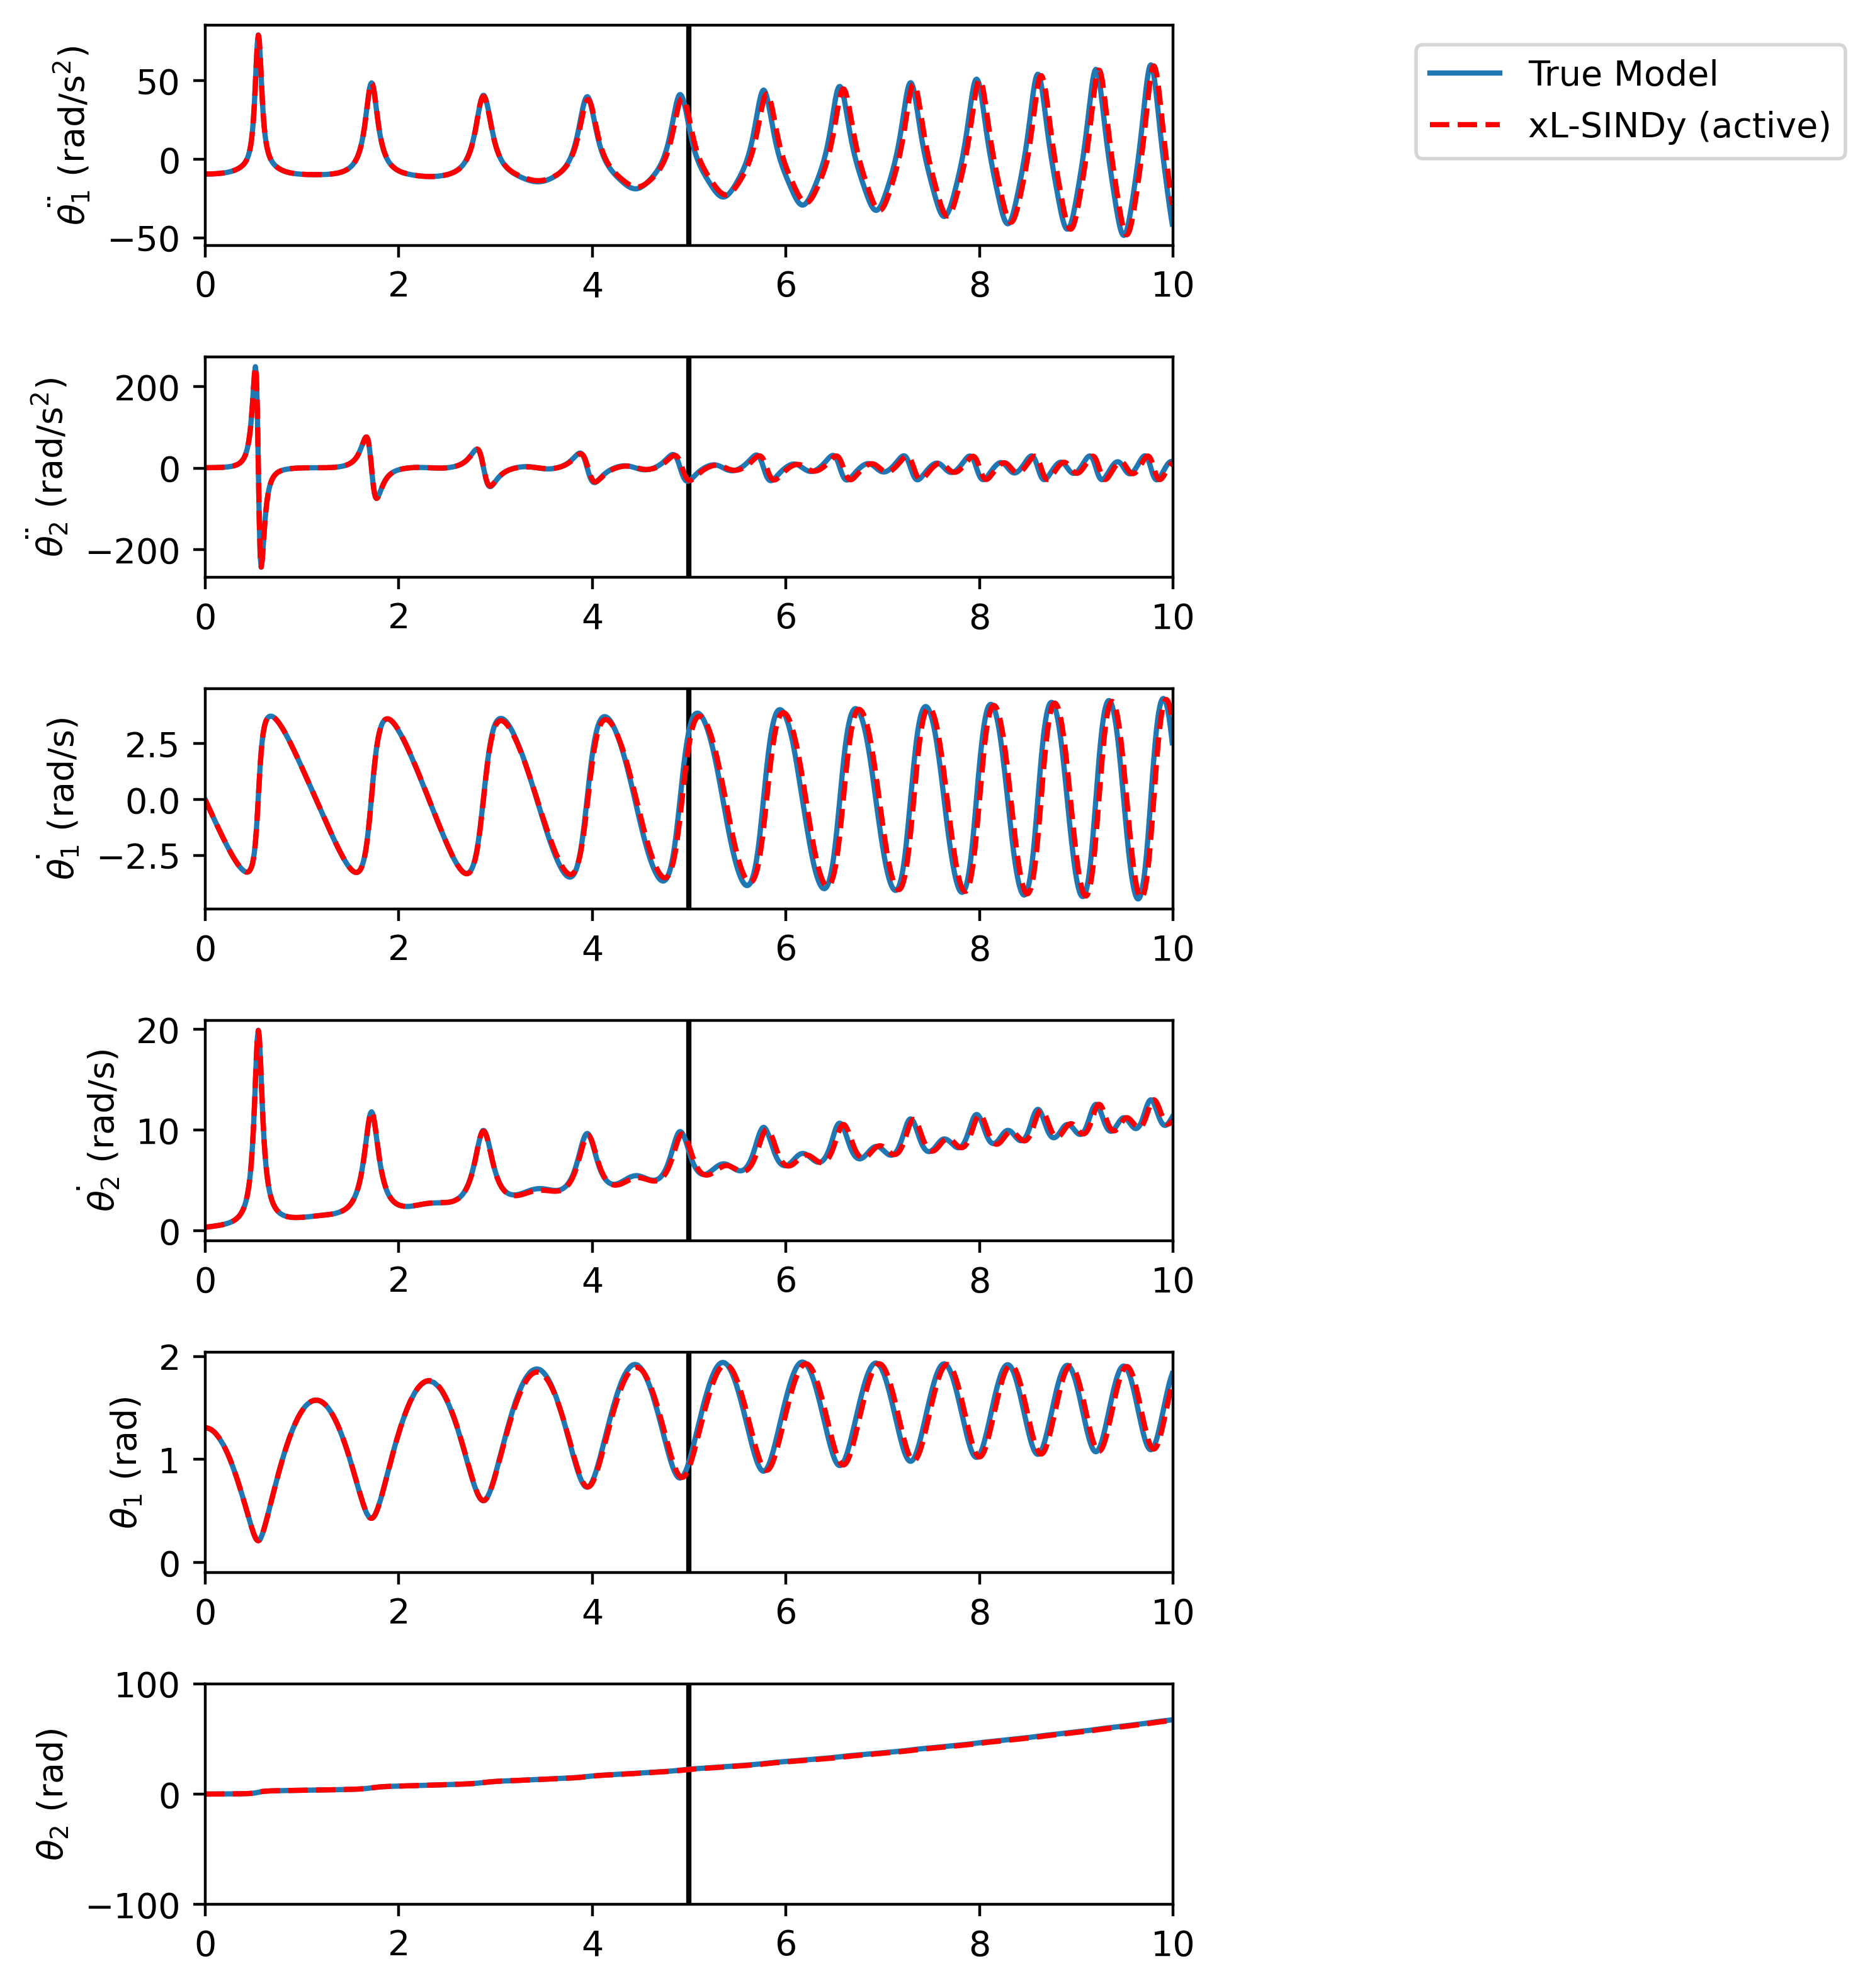 True Model
xL-SINDy (active)
θ̈₁ (rad/s²)
50
0
−50
0 2 4 6 8 10
θ̈₂ (rad/s²)
200
0
−200
0 2 4 6 8 10
θ̇₁ (rad/s)
2.5
0.0
−2.5
0 2 4 6 8 10
θ̇₂ (rad/s)
20
10
0
0 2 4 6 8 10
θ₁ (rad)
2
1
0
0 2 4 6 8 10
θ₂ (rad)
100
0
−100
0 2 4 6 8 10